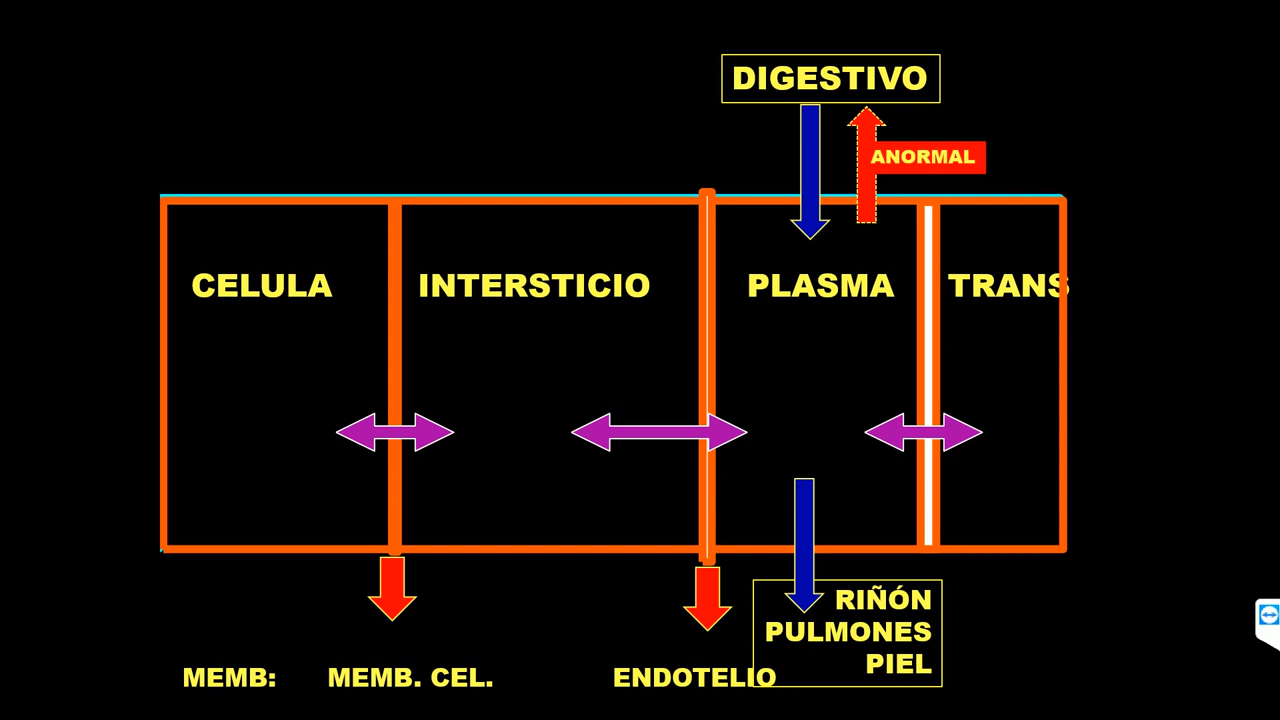 DIGESTIVO
ANORMAL
CELULA INTERSTICIO PLASMA TRANS
RIÑÓN
PULMONES
PIEL
MEMB: MEMB. CEL. ENDOTELIO